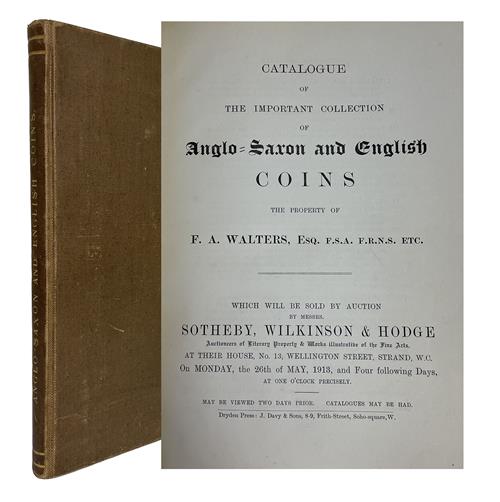 ANGLO-SAXON AND ENGLISH COINS
CATALOGUE
OF
THE IMPORTANT COLLECTION
OF
Anglo-Saxon and English
COINS
THE PROPERTY OF
F. A. WALTERS, ESQ. F.S.A. F.R.N.S. ETC.
WHICH WILL BE SOLD BY AUCTION
BY MESSRS.
SOTHEBY, WILKINSON & HODGE
Auctioneers of Literary Property & Works illustrative of the Fine Arts,
AT THEIR HOUSE, No. 13, WELLINGTON STREET, STRAND, W.C.
On MONDAY, the 26th of MAY, 1913, and Four following Days,
AT ONE O'CLOCK PRECISELY.
MAY BE VIEWED TWO DAYS PRIOR. CATALOGUES MAY BE HAD.
Dryden Press: J. Davy & Sons, 8-9, Frith-Street, Soho-square, W.